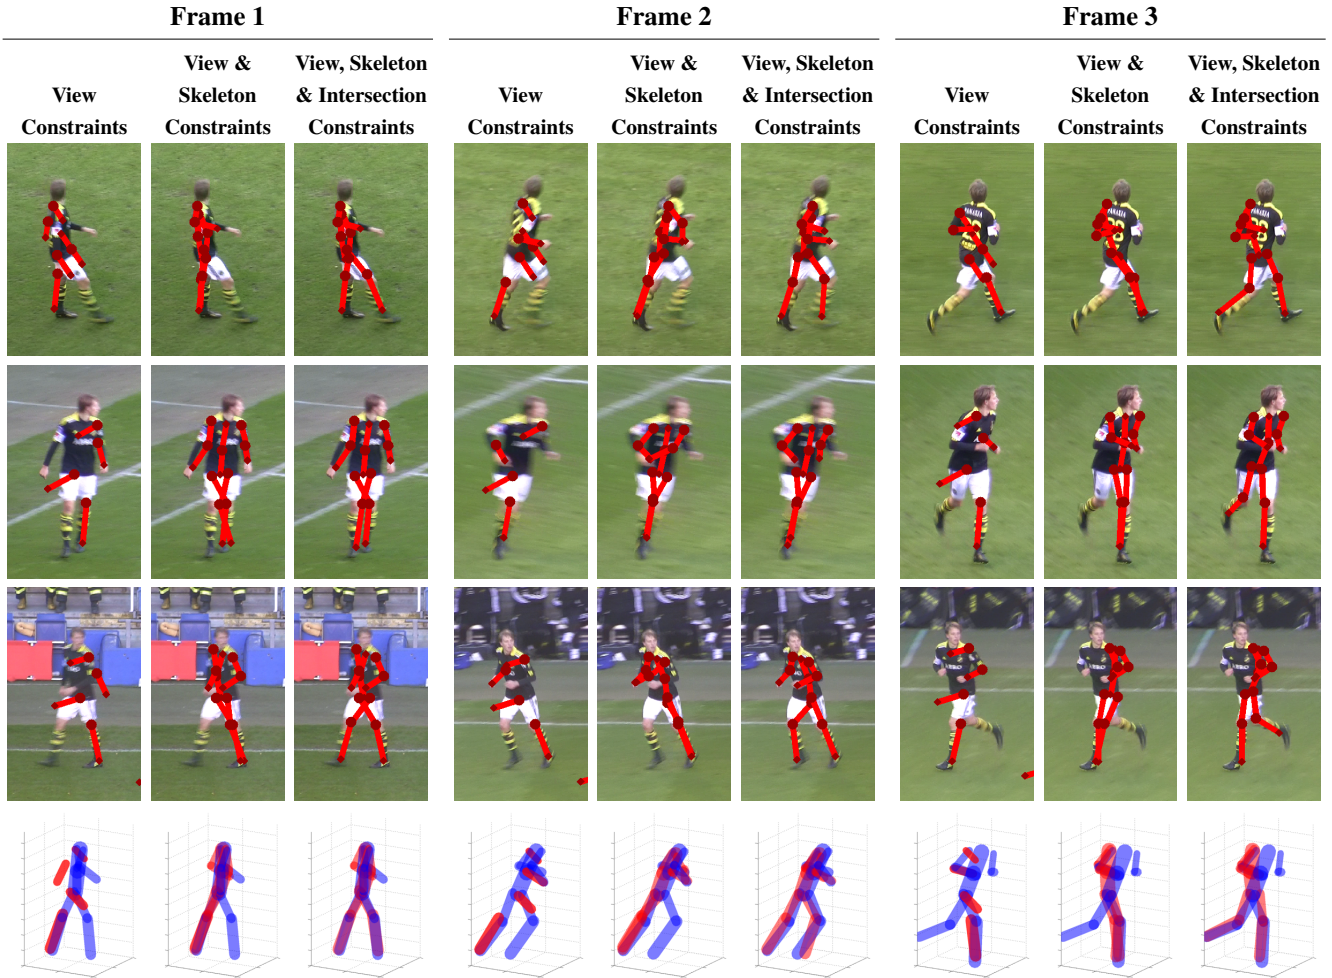 Frame 1
Frame 2
Frame 3
View
Constraints
View &
Skeleton
Constraints
View, Skeleton
& Intersection
Constraints
View
Constraints
View &
Skeleton
Constraints
View, Skeleton
& Intersection
Constraints
View
Constraints
View &
Skeleton
Constraints
View, Skeleton
& Intersection
Constraints